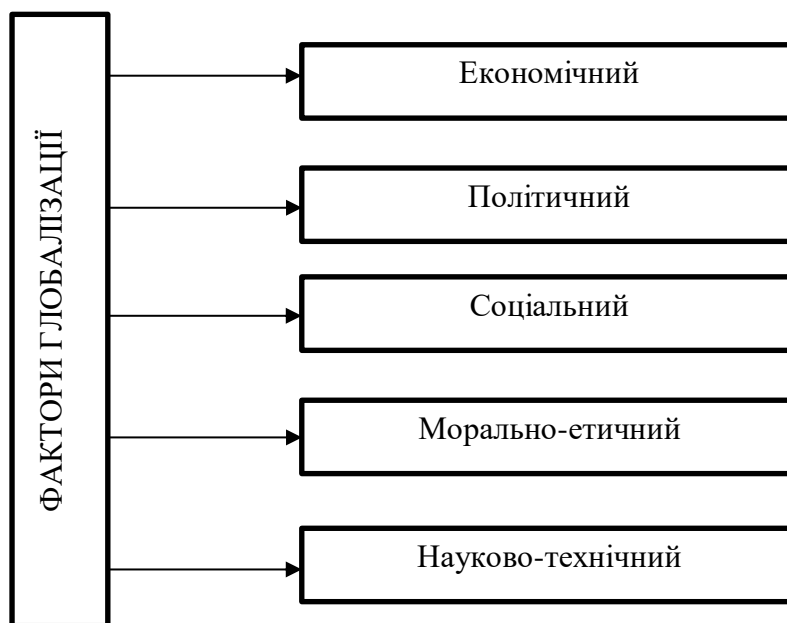 ФАКТОРИ ГЛОБАЛІЗАЦІЇ
Економічний
Політичний
Соціальний
Морально-етичний
Науково-технічний